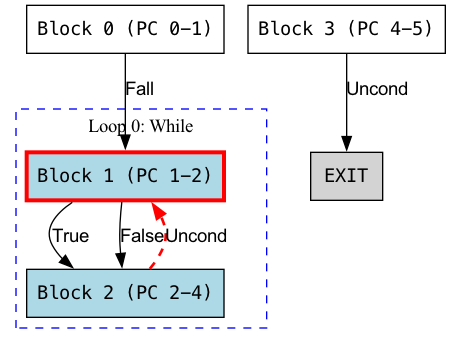 Block 0 (PC 0-1)
Block 3 (PC 4-5)
Fall
Uncond
Loop 0: While
Block 1 (PC 1-2)
EXIT
True
False
Uncond
Block 2 (PC 2-4)